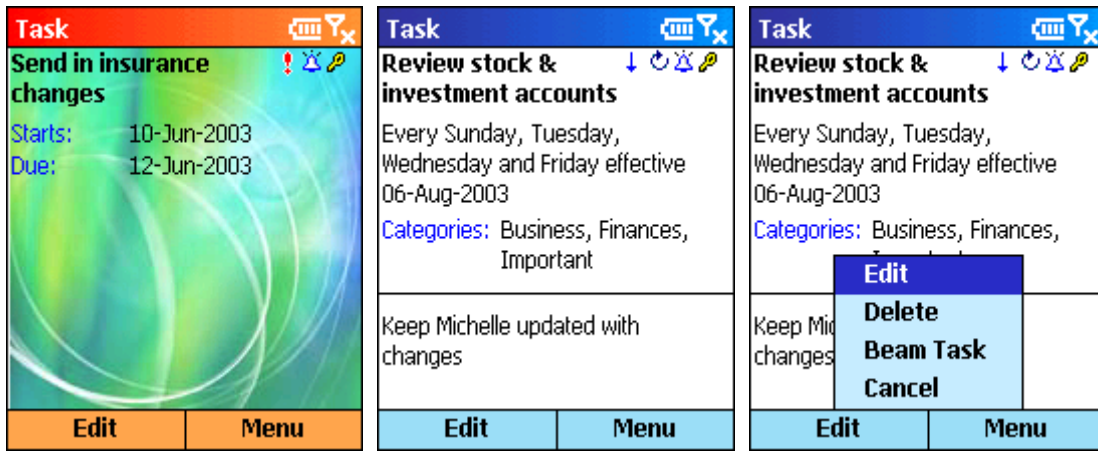 Task
Send in insurance
changes
Starts: 10-Jun-2003
Due: 12-Jun-2003
Edit Menu
Task
Review stock &
investment accounts
Every Sunday, Tuesday,
Wednesday and Friday effective
06-Aug-2003
Categories: Business, Finances,
Important
Keep Michelle updated with
changes
Edit Menu
Task
Review stock &
investment accounts
Every Sunday, Tuesday,
Wednesday and Friday effective
06-Aug-2003
Categories: Business, Finances,
Keep
changes
Edit
Delete
Beam Task
Cancel
Edit Menu